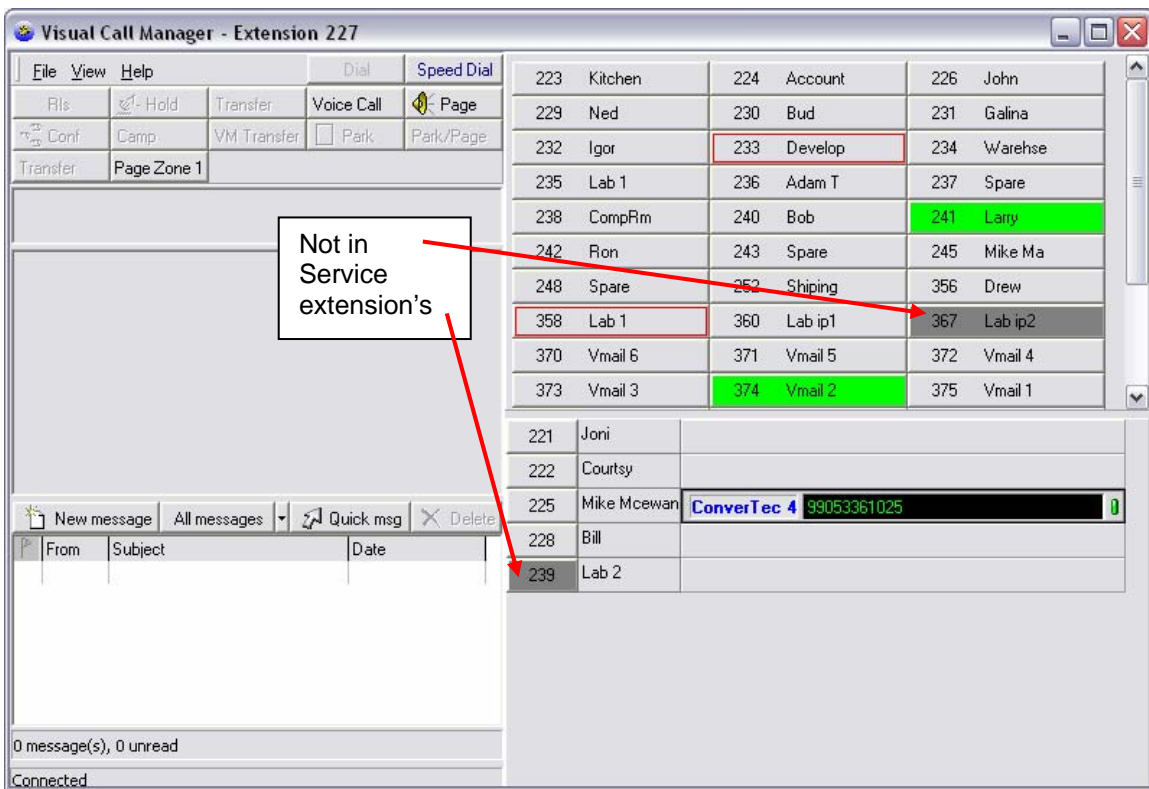 Visual Call Manager - Extension 227
File View Help Dial Speed Dial
Rls - Hold Transfer Voice Call Page
Conf Camp VM Transfer Park Park/Page
Transfer Page Zone 1
223 Kitchen 224 Account 226 John
229 Ned 230 Bud 231 Galina
232 Igor 233 Develop 234 Warehse
235 Lab 1 236 Adam T 237 Spare
238 CompRm 240 Bob 241 Larry
242 Ron 243 Spare 245 Mike Ma
248 Spare 252 Shiping 356 Drew
358 Lab 1 360 Lab ip1 367 Lab ip2
370 Vmail 6 371 Vmail 5 372 Vmail 4
373 Vmail 3 374 Vmail 2 375 Vmail 1
Not in
Service
extension's
221 Joni
222 Courtsy
225 Mike Mcewan ConverTec 4 99053361025
228 Bill
239 Lab 2
New message All messages Quick msg Delete
From Subject Date
0 message(s), 0 unread
Connected